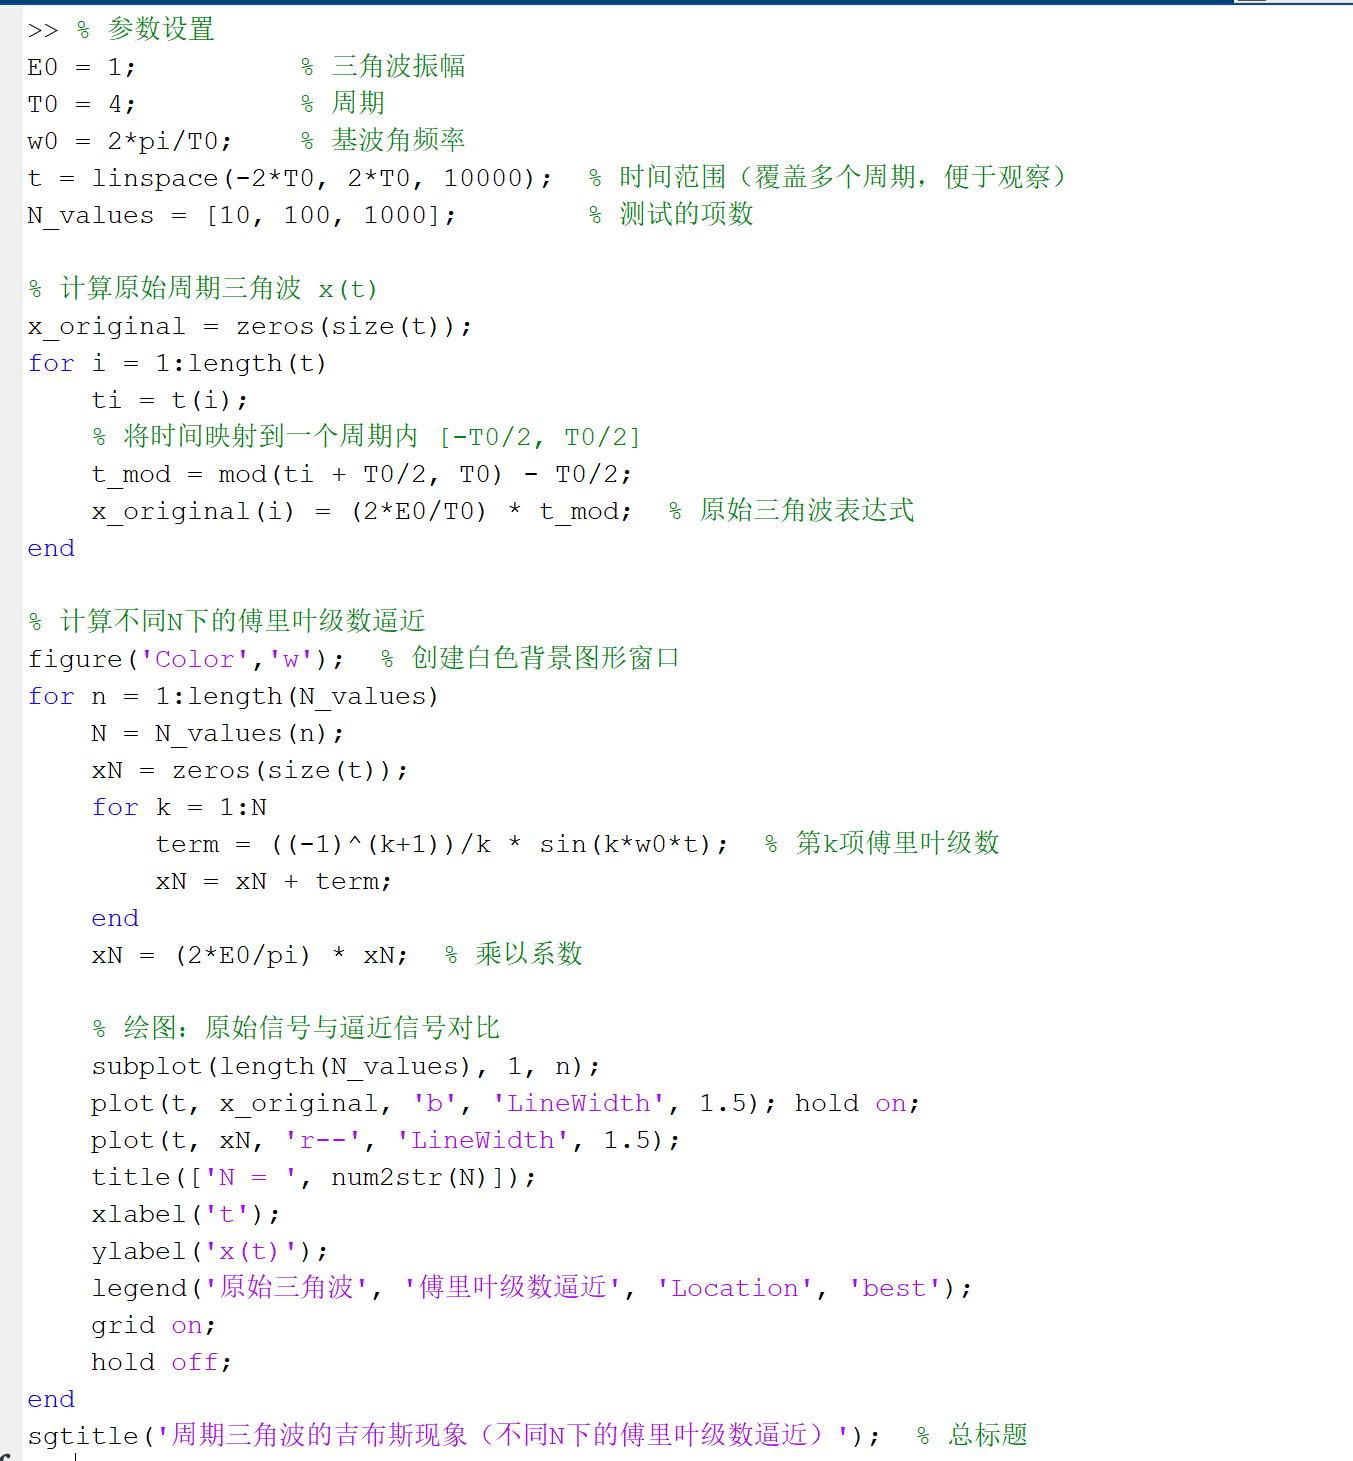 >> % 参数设置
E0 = 1;          % 三角波振幅
T0 = 4;          % 周期
w0 = 2*pi/T0;    % 基波角频率
t = linspace(-2*T0, 2*T0, 10000);  % 时间范围（覆盖多个周期，便于观察）
N_values = [10, 100, 1000];        % 测试的项数
% 计算原始周期三角波 x(t)
x_original = zeros(size(t));
for i = 1:length(t)
    ti = t(i);
    % 将时间映射到一个周期内 [-T0/2, T0/2]
    t_mod = mod(ti + T0/2, T0) - T0/2;
    x_original(i) = (2*E0/T0) * t_mod;  % 原始三角波表达式
end
% 计算不同N下的傅里叶级数逼近
figure('Color','w');  % 创建白色背景图形窗口
for n = 1:length(N_values)
    N = N_values(n);
    xN = zeros(size(t));
    for k = 1:N
        term = ((-1)^(k+1))/k * sin(k*w0*t);  % 第k项傅里叶级数
        xN = xN + term;
    end
    xN = (2*E0/pi) * xN;  % 乘以系数
    % 绘图：原始信号与逼近信号对比
    subplot(length(N_values), 1, n);
    plot(t, x_original, 'b', 'LineWidth', 1.5); hold on;
    plot(t, xN, 'r--', 'LineWidth', 1.5);
    title(['N = ', num2str(N)]);
    xlabel('t');
    ylabel('x(t)');
    legend('原始三角波', '傅里叶级数逼近', 'Location', 'best');
    grid on;
    hold off;
end
sgtitle('周期三角波的吉布斯现象（不同N下的傅里叶级数逼近）');  % 总标题